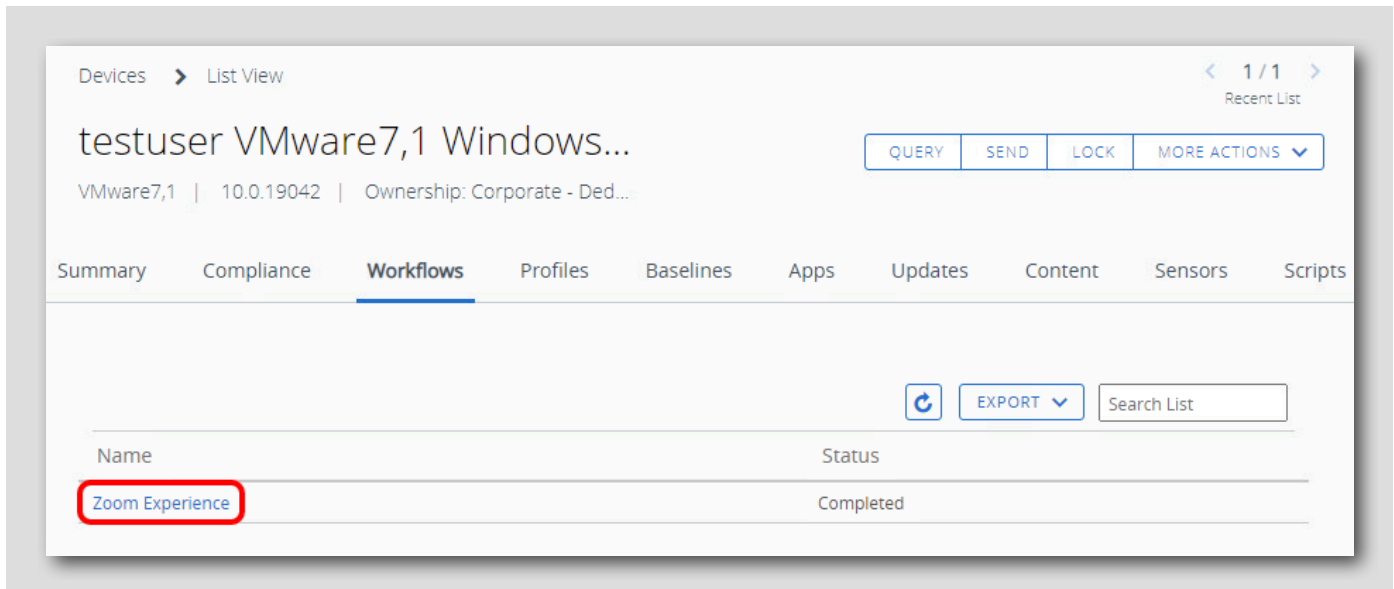 Devices > List View
< 1 / 1 >
Recent List
testuser VMware7,1 Windows...
QUERY SEND LOCK MORE ACTIONS
VMware7,1 | 10.0.19042 | Ownership: Corporate - Ded...
Summary Compliance Workflows Profiles Baselines Apps Updates Content Sensors Scripts
EXPORT Search List
Name Status
Zoom Experience Completed